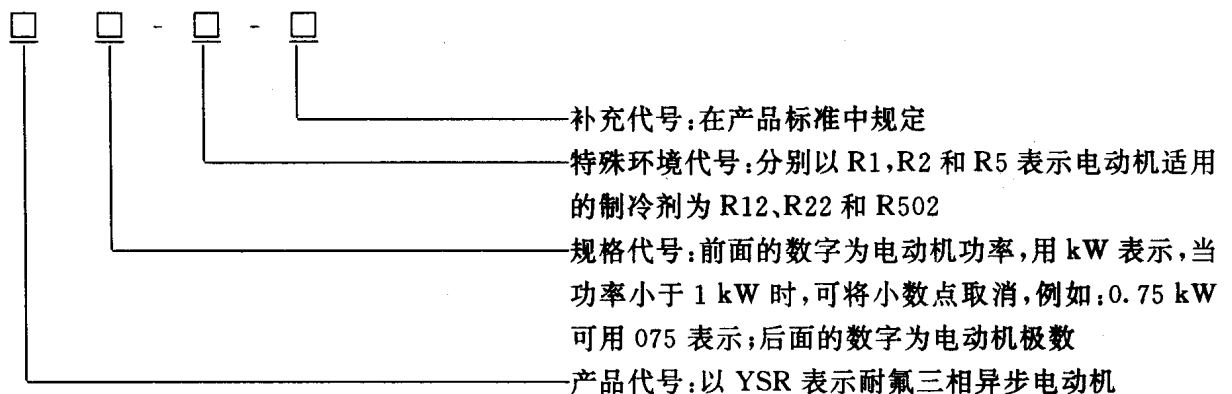 □ □ - □ - □
补充代号:在产品标准中规定
特殊环境代号:分别以 R1,R2 和 R5 表示电动机适用
的制冷剂为 R12、R22 和 R502
规格代号:前面的数字为电动机功率,用 kW 表示,当
功率小于 1 kW 时,可将小数点取消,例如:0.75 kW
可用 075 表示;后面的数字为电动机极数
产品代号:以 YSR 表示耐氟三相异步电动机